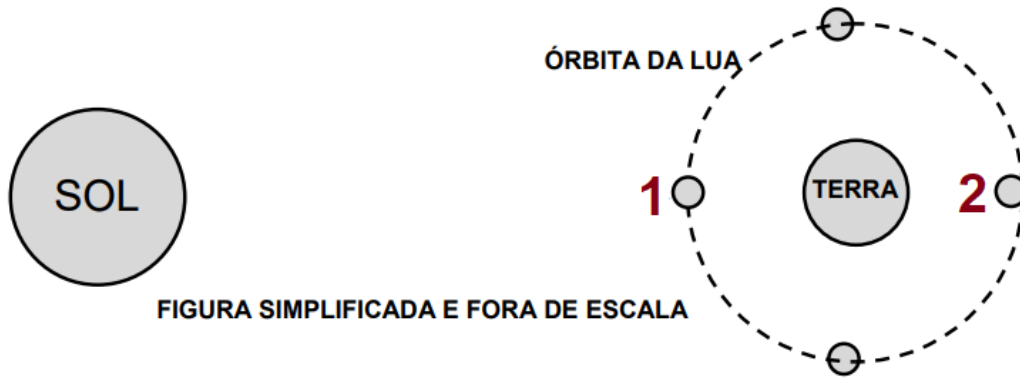 ÓRBITA DA LUA
SOL
1
TERRA
2
FIGURA SIMPLIFICADA E FORA DE ESCALA